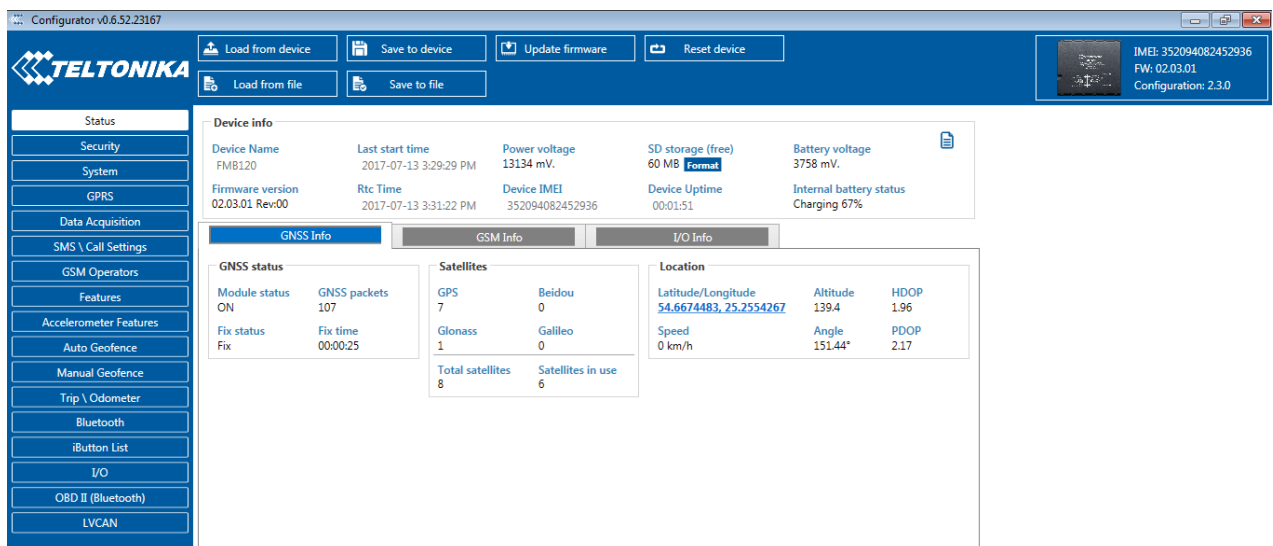 Configurator v0.6.52.23167
TELTONIKA
Load from device
Save to device
Update firmware
Reset device
Load from file
Save to file
IMEI: 352094082452936
FW: 02.03.01
Configuration: 2.3.0
Status
Security
System
GPRS
Data Acquisition
SMS \ Call Settings
GSM Operators
Features
Accelerometer Features
Auto Geofence
Manual Geofence
Trip \ Odometer
Bluetooth
iButton List
I/O
OBD II (Bluetooth)
LVCAN
Device info
Device Name
FMB120
Last start time
2017-07-13 3:29:29 PM
Power voltage
13134 mV.
SD storage (free)
60 MB Format
Battery voltage
3758 mV.
Firmware version
02.03.01 Rev:00
Rtc Time
2017-07-13 3:31:22 PM
Device IMEI
352094082452936
Device Uptime
00:01:51
Internal battery status
Charging 67%
GNSS Info
GSM Info
I/O Info
GNSS status
Module status
ON
GNSS packets
107
Fix status
Fix
Fix time
00:00:25
Satellites
GPS
7
Beidou
0
Glonass
1
Galileo
0
Total satellites
8
Satellites in use
6
Location
Latitude/Longitude
54.6674483, 25.2554267
Altitude
139.4
HDOP
1.96
Speed
0 km/h
Angle
151.44°
PDOP
2.17